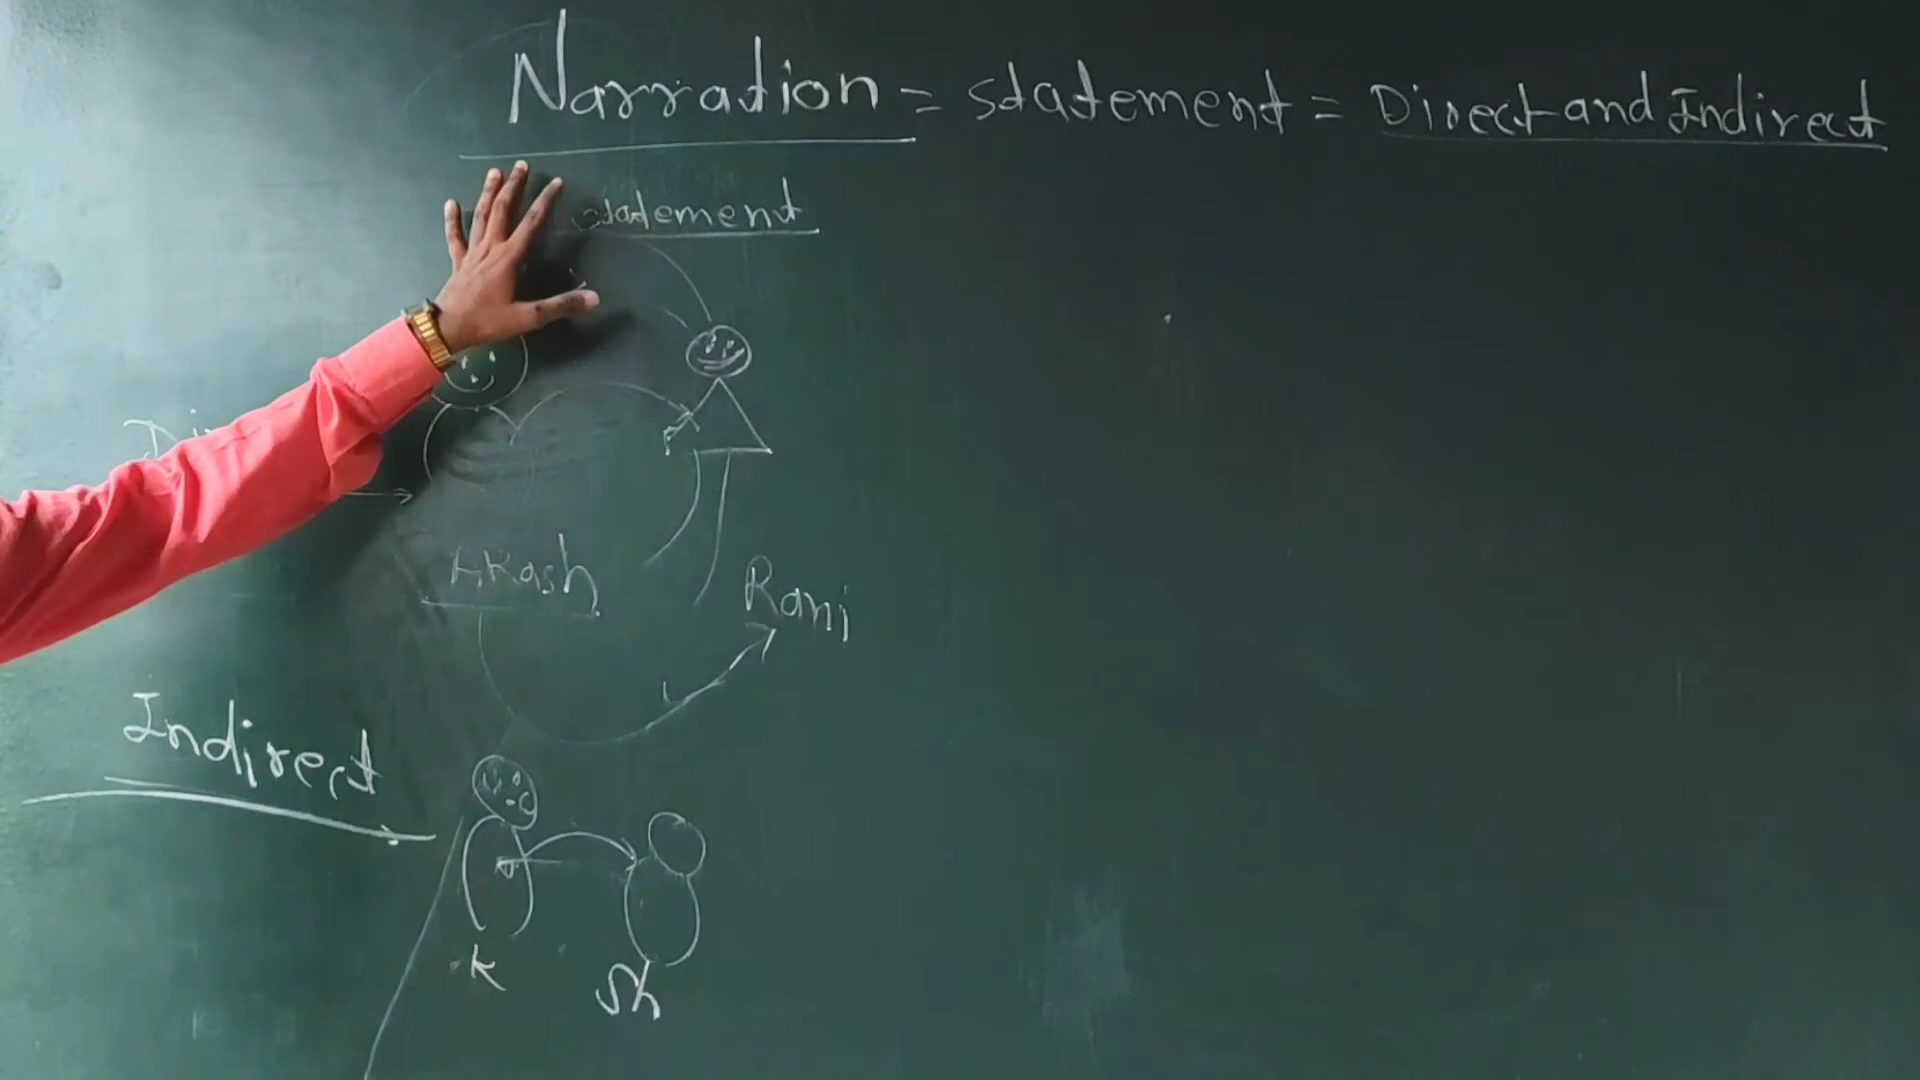 Narration = statement = Direct and Indirect
statement
Akash
Rani
Indirect
K
Sh